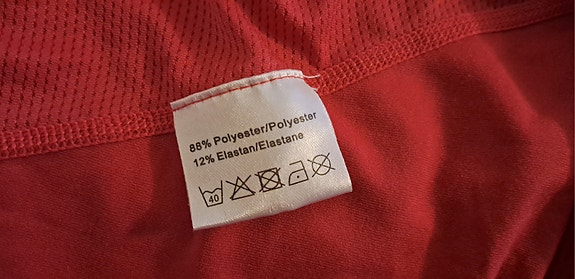 88% Polyester/Polyester
12% Elastan/Elastane
40